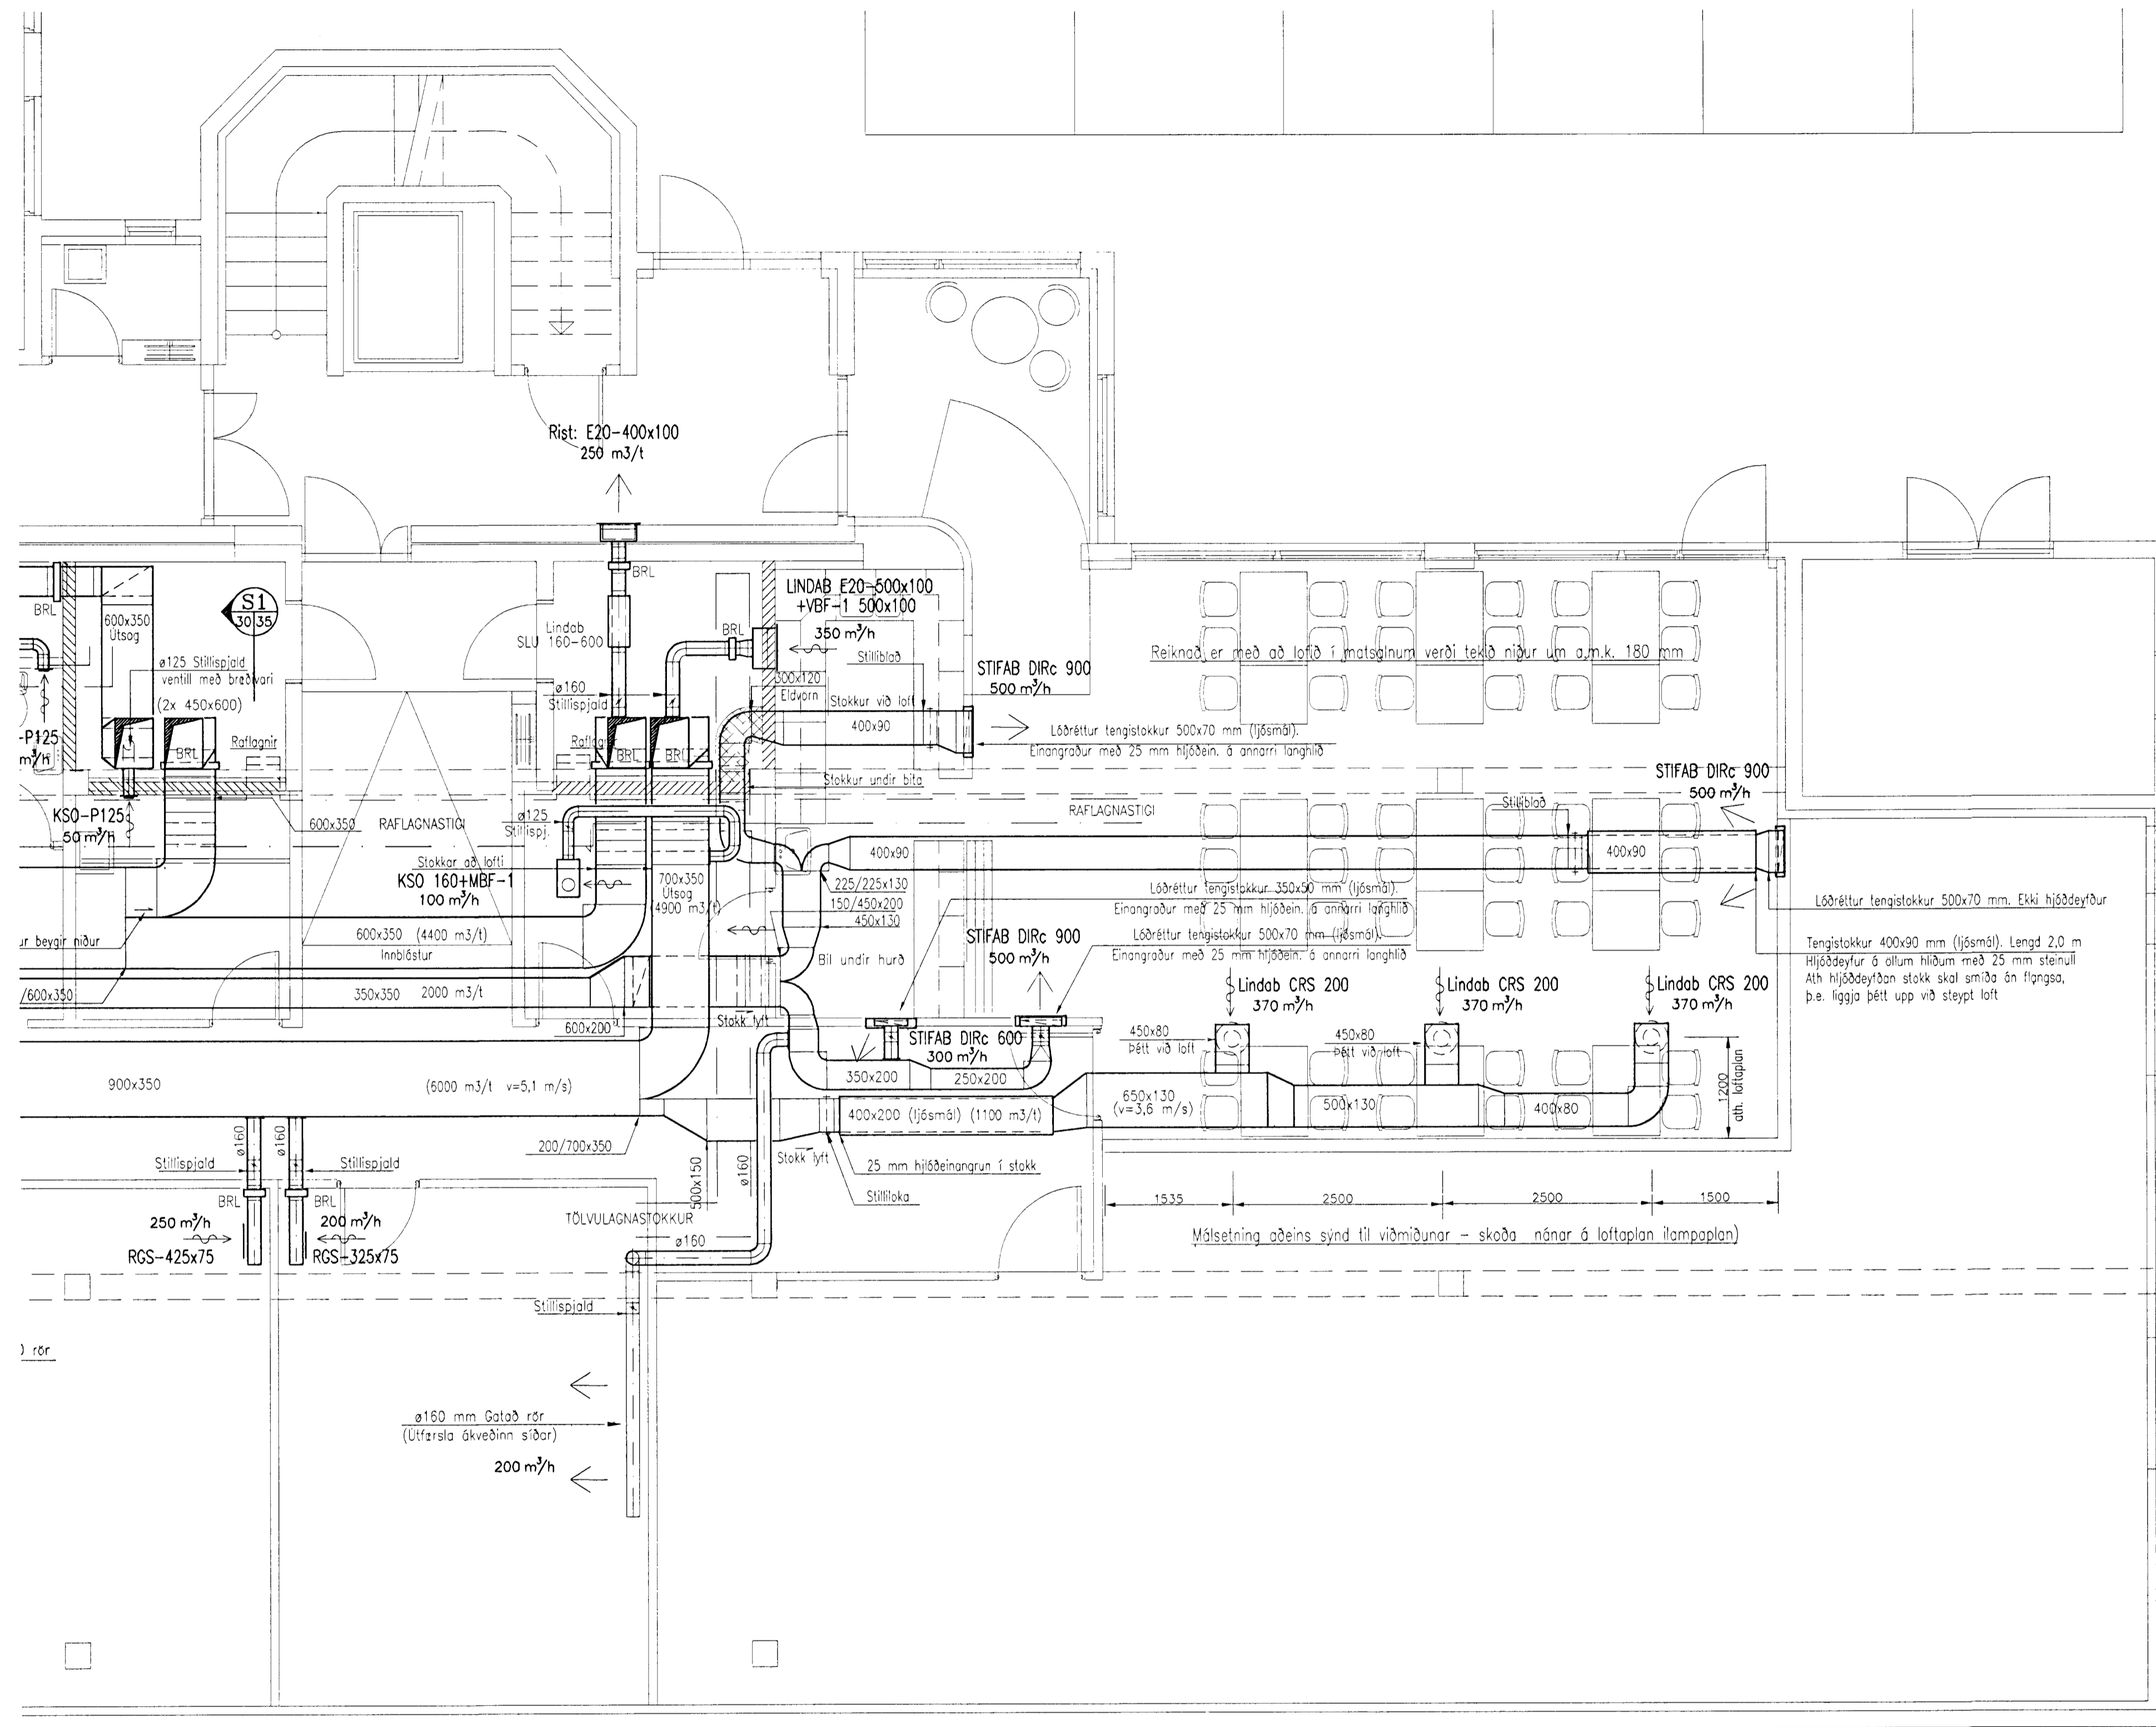 Rist: E20-400x100
250 m3/t
BRL
BRL
600x350
Útsog
S1
30 35
ø125 Stillispjald
ventill með braðvari
(2x 450x600)
-P125
m³/h
BRL
Raflagnir
KSO-P125
50 m³/h
600x350
RAFLAGNASTIGI
Lindab
SLU 160-600
BRL
ø160
Stillispjald
BRL
BRL
ø125
Stillispj.
Stokkar að lofti
KSO 160+MBF-1
100 m³/h
700x350
Útsog
(4900 m3/t)
LINDAB E20-500x100
+VBF-1 500x100
350 m³/h
Stilliblað
300x120
Eldvorn
Stokkur við loft
400x90
STIFAB DIRc 900
500 m³/h
Reiknað er með að lofið í matsalnum verði tekið niður um a.m.k. 180 mm
Lóðréttur tengistokkur 500x70 mm (ljósmál).
Einangraður með 25 mm hljóðein. á annarri langhlið
Stokkur undir bita
RAFLAGNASTIGI
STIFAB DIRc 900
500 m³/h
Stilliblað
400x90
400x90
225/225x130
150/450x200
450x130
Lóðréttur tengistokkur 350x50 mm (ljósmál).
Einangraður með 25 mm hljóðein. á annarri langhlið
Lóðréttur tengistokkur 500x70 mm (ljósmál).
Einangraður með 25 mm hljóðein. á annarri langhlið
STIFAB DIRc 900
500 m³/h
Bil undir hurð
Lóðréttur tengistokkur 500x70 mm. Ekki hjóðdeyfður
Tengistokkur 400x90 mm (ljósmál). Lengd 2,0 m
Hljóðdeyfur á öllum hliðum með 25 mm steinull
Ath hljóðdeyfðan stokk skal smíða án flangsa,
þ.e. liggja þétt upp við steypt loft
ur beygir niður
600x350 (4400 m3/t)
Innblástur
/600x350
350x350 2000 m3/t
600x200
Stokk lyft
STIFAB DIRc 600
300 m³/h
Lindab CRS 200
370 m³/h
Lindab CRS 200
370 m³/h
Lindab CRS 200
370 m³/h
450x80
Þétt við loft
450x80
Þétt við loft
1200
ath. loftaplan
900x350
(6000 m3/t v=5,1 m/s)
350x200
250x200
400x200 (ljósmál) (1100 m3/t)
650x130
(v=3,6 m/s)
500x130
400x80
ø160
ø160
Stillispjald
Stillispjald
200/700x350
500x150
ø160
Stokk lyft
25 mm hljóðeinangrun í stokk
Stilliloka
BRL
BRL
250 m³/h
200 m³/h
RGS-425x75
RGS-325x75
TÖLVULAGNASTOKKUR
ø160
1535
2500
2500
1500
Málsetning aðeins sýnd til viðmiðunar - skoða nánar á loftaplan ilampaplan)
Stillispjald
) rör
ø160 mm Gatað rör
(Útfærsla ákveðinn síðar)
200 m³/h